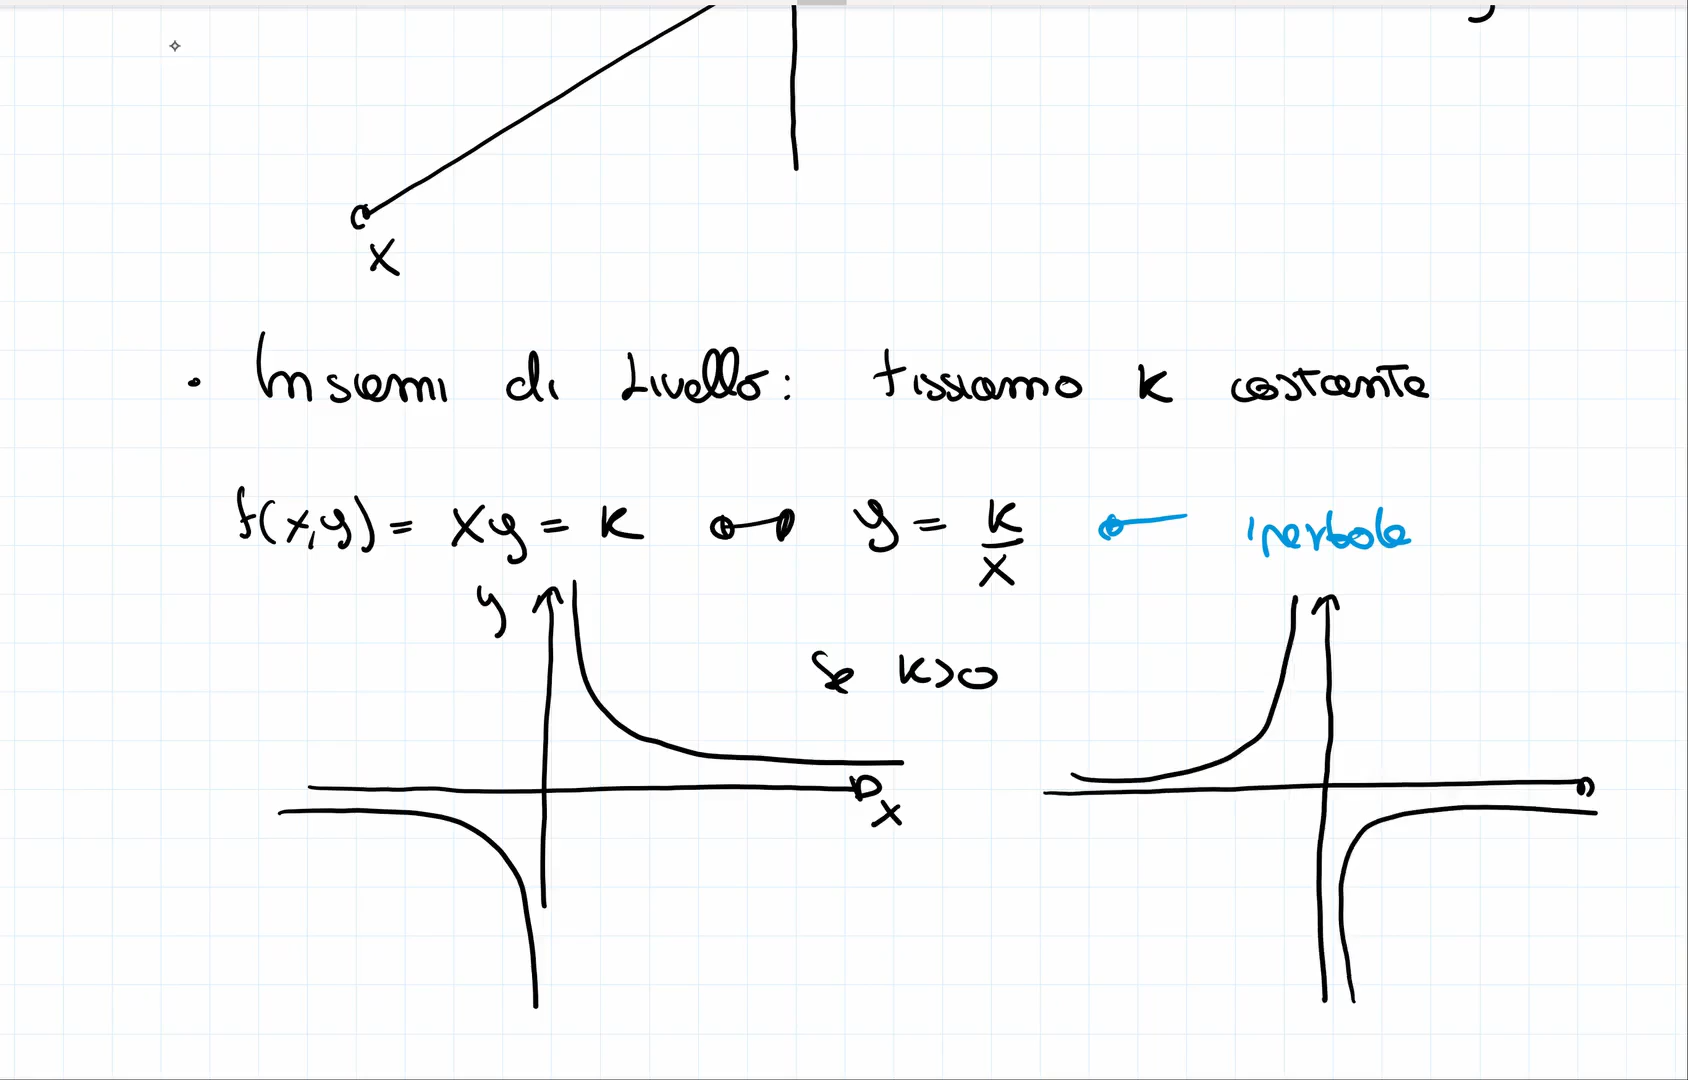 x
• Insiemi di Livello: fissiamo K costante
f(x,y) = xy = K ↔ y = K/x ← iperbole
y
Se K>0
x